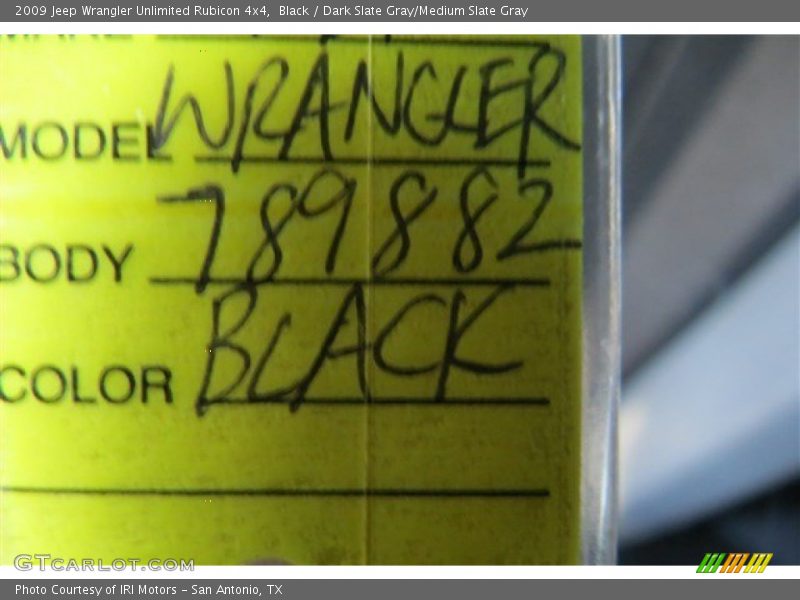 2009 Jeep Wrangler Unlimited Rubicon 4x4, Black / Dark Slate Gray/Medium Slate Gray
MODEL WRANGLER
BODY 789882
COLOR BLACK
GTCARLOT.COM
Photo Courtesy of IRI Motors - San Antonio, TX